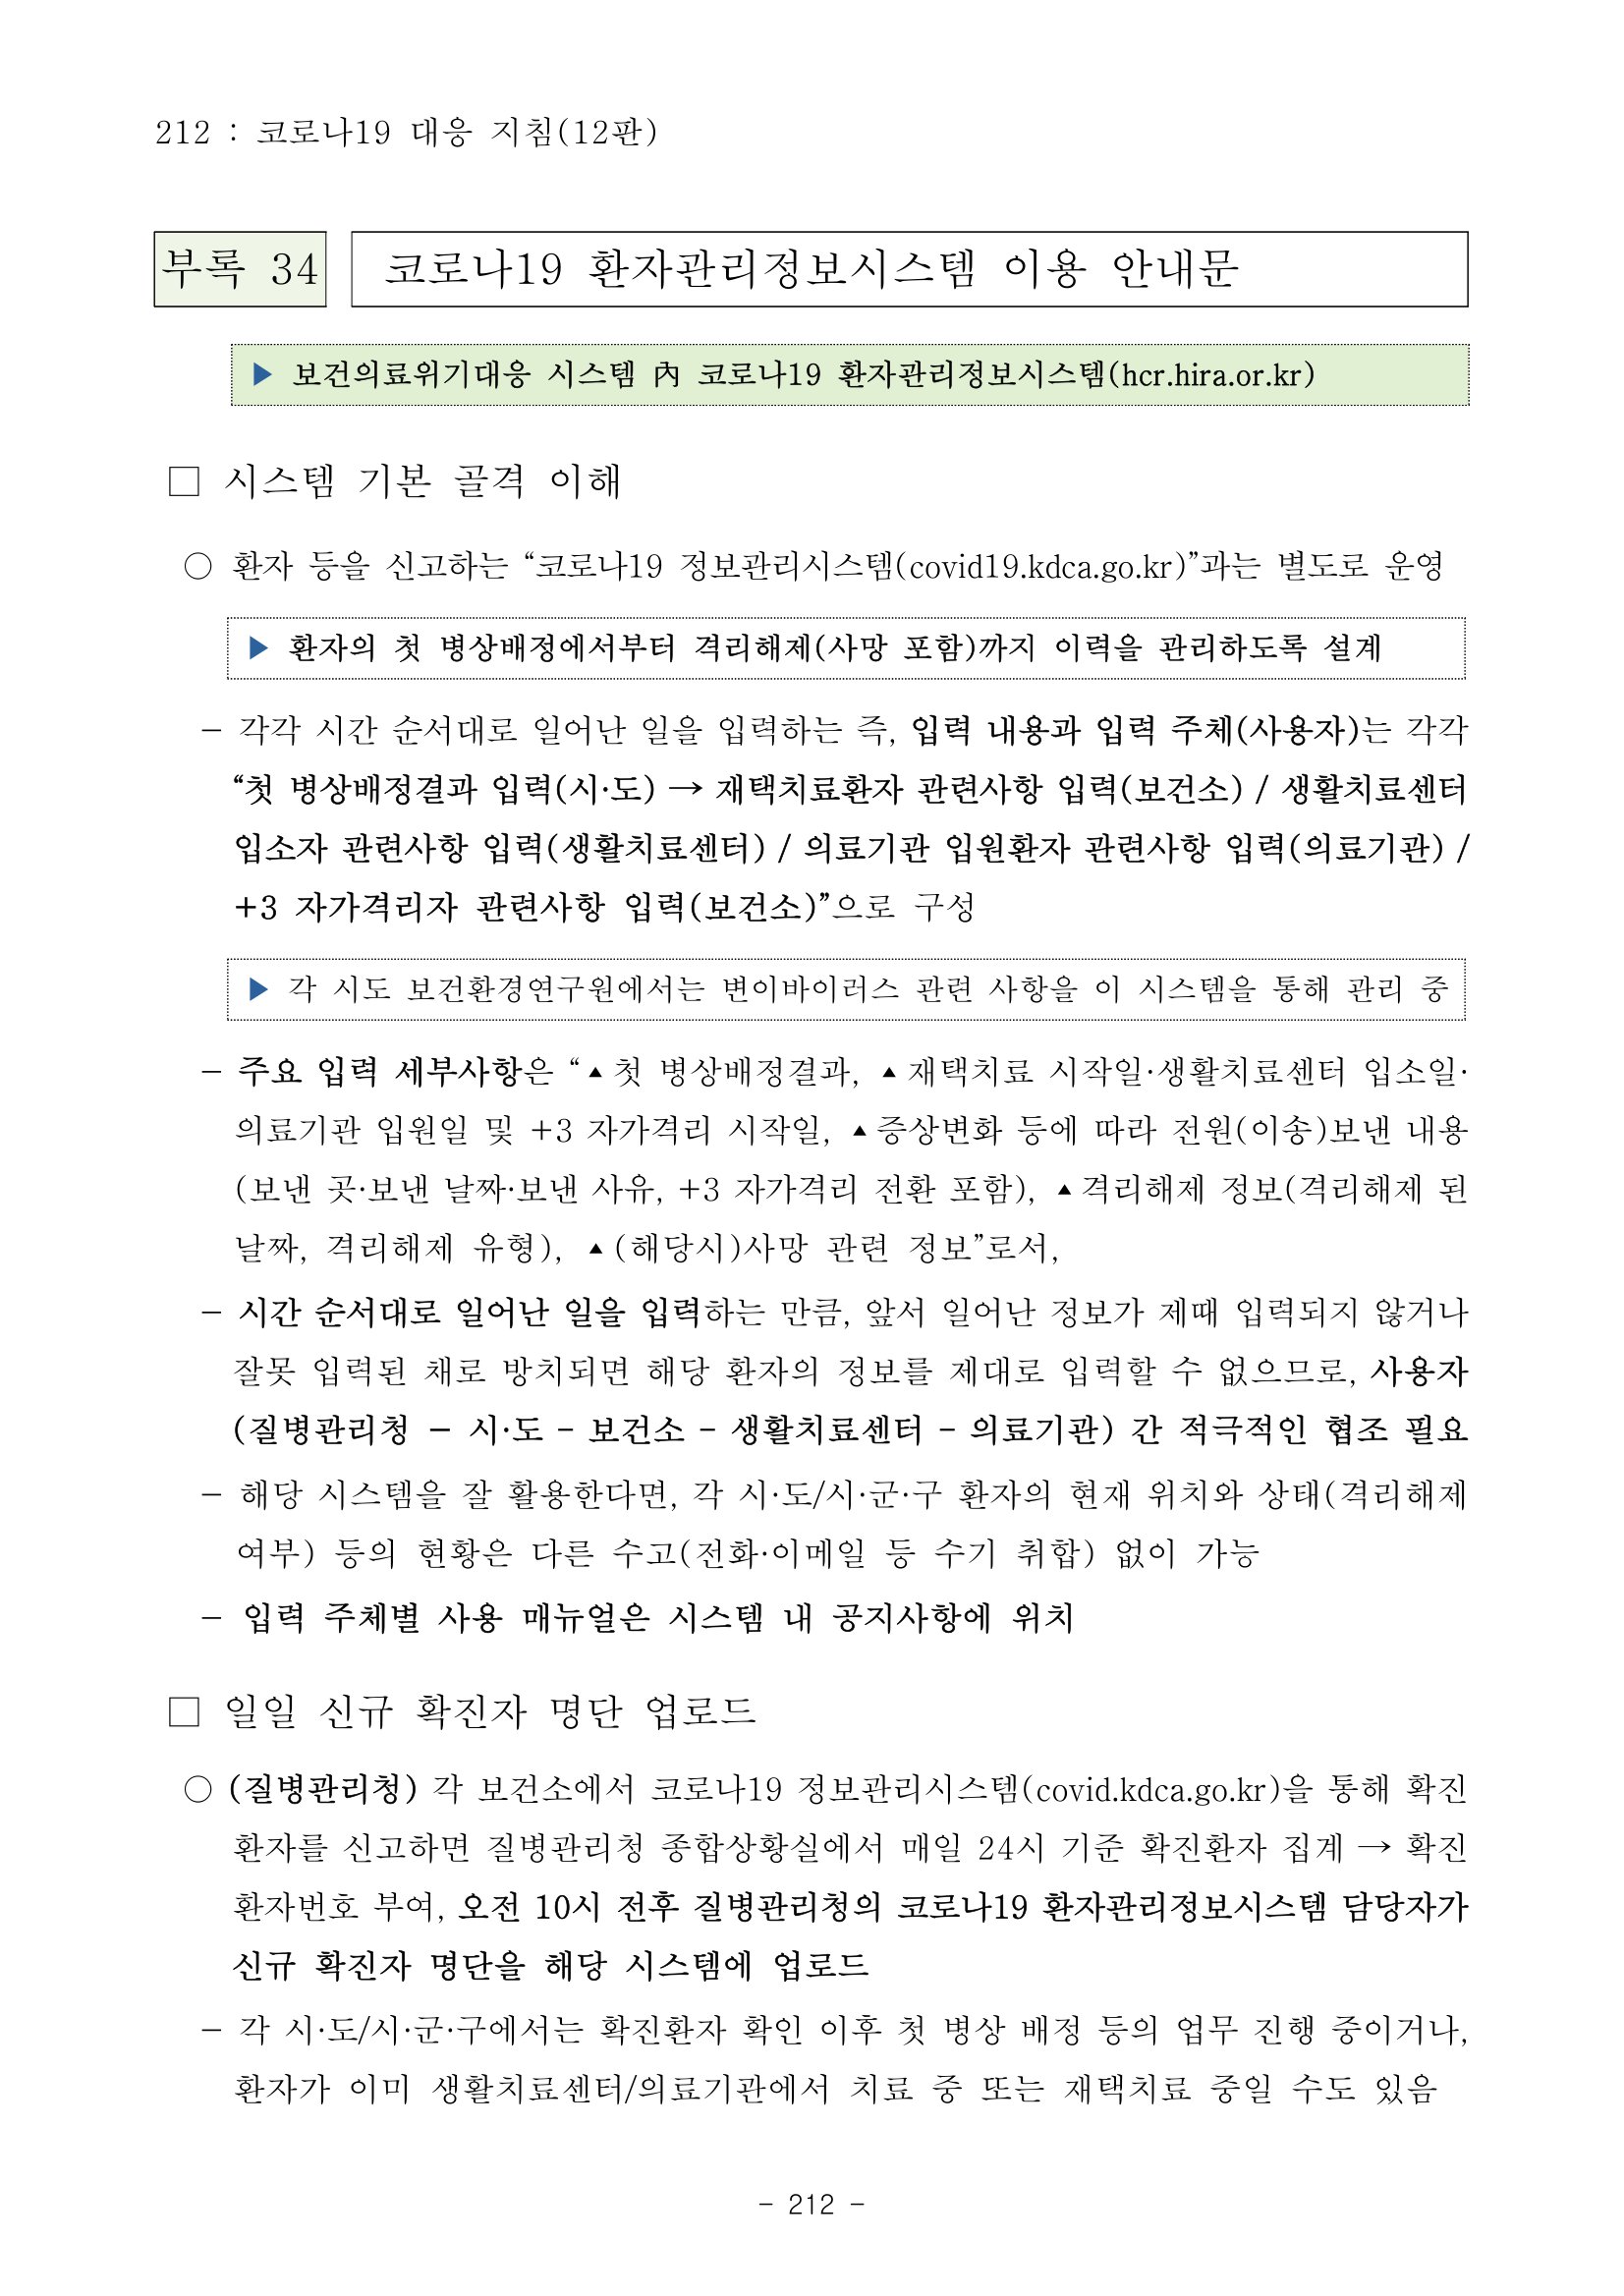 212 : 코로나19 대응 지침(12판)
부록 34 코로나19 환자관리정보시스템 이용 안내문
▶ 보건의료위기대응 시스템 內 코로나19 환자관리정보시스템(hcr.hira.or.kr)
□ 시스템 기본 골격 이해
○ 환자 등을 신고하는 “코로나19 정보관리시스템(covid19.kdca.go.kr)”과는 별도로 운영
▶ 환자의 첫 병상배정에서부터 격리해제(사망 포함)까지 이력을 관리하도록 설계
– 각각 시간 순서대로 일어난 일을 입력하는 즉, 입력 내용과 입력 주체(사용자)는 각각
“첫 병상배정결과 입력(시·도) → 재택치료환자 관련사항 입력(보건소) / 생활치료센터
입소자 관련사항 입력(생활치료센터) / 의료기관 입원환자 관련사항 입력(의료기관) /
+3 자가격리자 관련사항 입력(보건소)”으로 구성
▶ 각 시도 보건환경연구원에서는 변이바이러스 관련 사항을 이 시스템을 통해 관리 중
– 주요 입력 세부사항은 “▲첫 병상배정결과, ▲재택치료 시작일·생활치료센터 입소일·
의료기관 입원일 및 +3 자가격리 시작일, ▲증상변화 등에 따라 전원(이송)보낸 내용
(보낸 곳·보낸 날짜·보낸 사유, +3 자가격리 전환 포함), ▲격리해제 정보(격리해제 된
날짜, 격리해제 유형), ▲(해당시)사망 관련 정보”로서,
– 시간 순서대로 일어난 일을 입력하는 만큼, 앞서 일어난 정보가 제때 입력되지 않거나
잘못 입력된 채로 방치되면 해당 환자의 정보를 제대로 입력할 수 없으므로, 사용자
(질병관리청 – 시·도 – 보건소 – 생활치료센터 – 의료기관) 간 적극적인 협조 필요
– 해당 시스템을 잘 활용한다면, 각 시·도/시·군·구 환자의 현재 위치와 상태(격리해제
여부) 등의 현황은 다른 수고(전화·이메일 등 수기 취합) 없이 가능
– 입력 주체별 사용 매뉴얼은 시스템 내 공지사항에 위치
□ 일일 신규 확진자 명단 업로드
○ (질병관리청) 각 보건소에서 코로나19 정보관리시스템(covid.kdca.go.kr)을 통해 확진
환자를 신고하면 질병관리청 종합상황실에서 매일 24시 기준 확진환자 집계 → 확진
환자번호 부여, 오전 10시 전후 질병관리청의 코로나19 환자관리정보시스템 담당자가
신규 확진자 명단을 해당 시스템에 업로드
– 각 시·도/시·군·구에서는 확진환자 확인 이후 첫 병상 배정 등의 업무 진행 중이거나,
환자가 이미 생활치료센터/의료기관에서 치료 중 또는 재택치료 중일 수도 있음
- 212 -